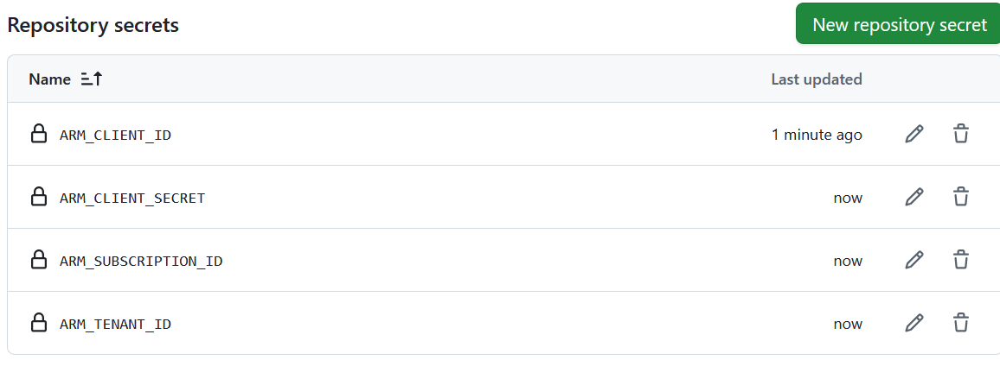 Repository secrets
New repository secret
Name Last updated
ARM_CLIENT_ID 1 minute ago
ARM_CLIENT_SECRET now
ARM_SUBSCRIPTION_ID now
ARM_TENANT_ID now